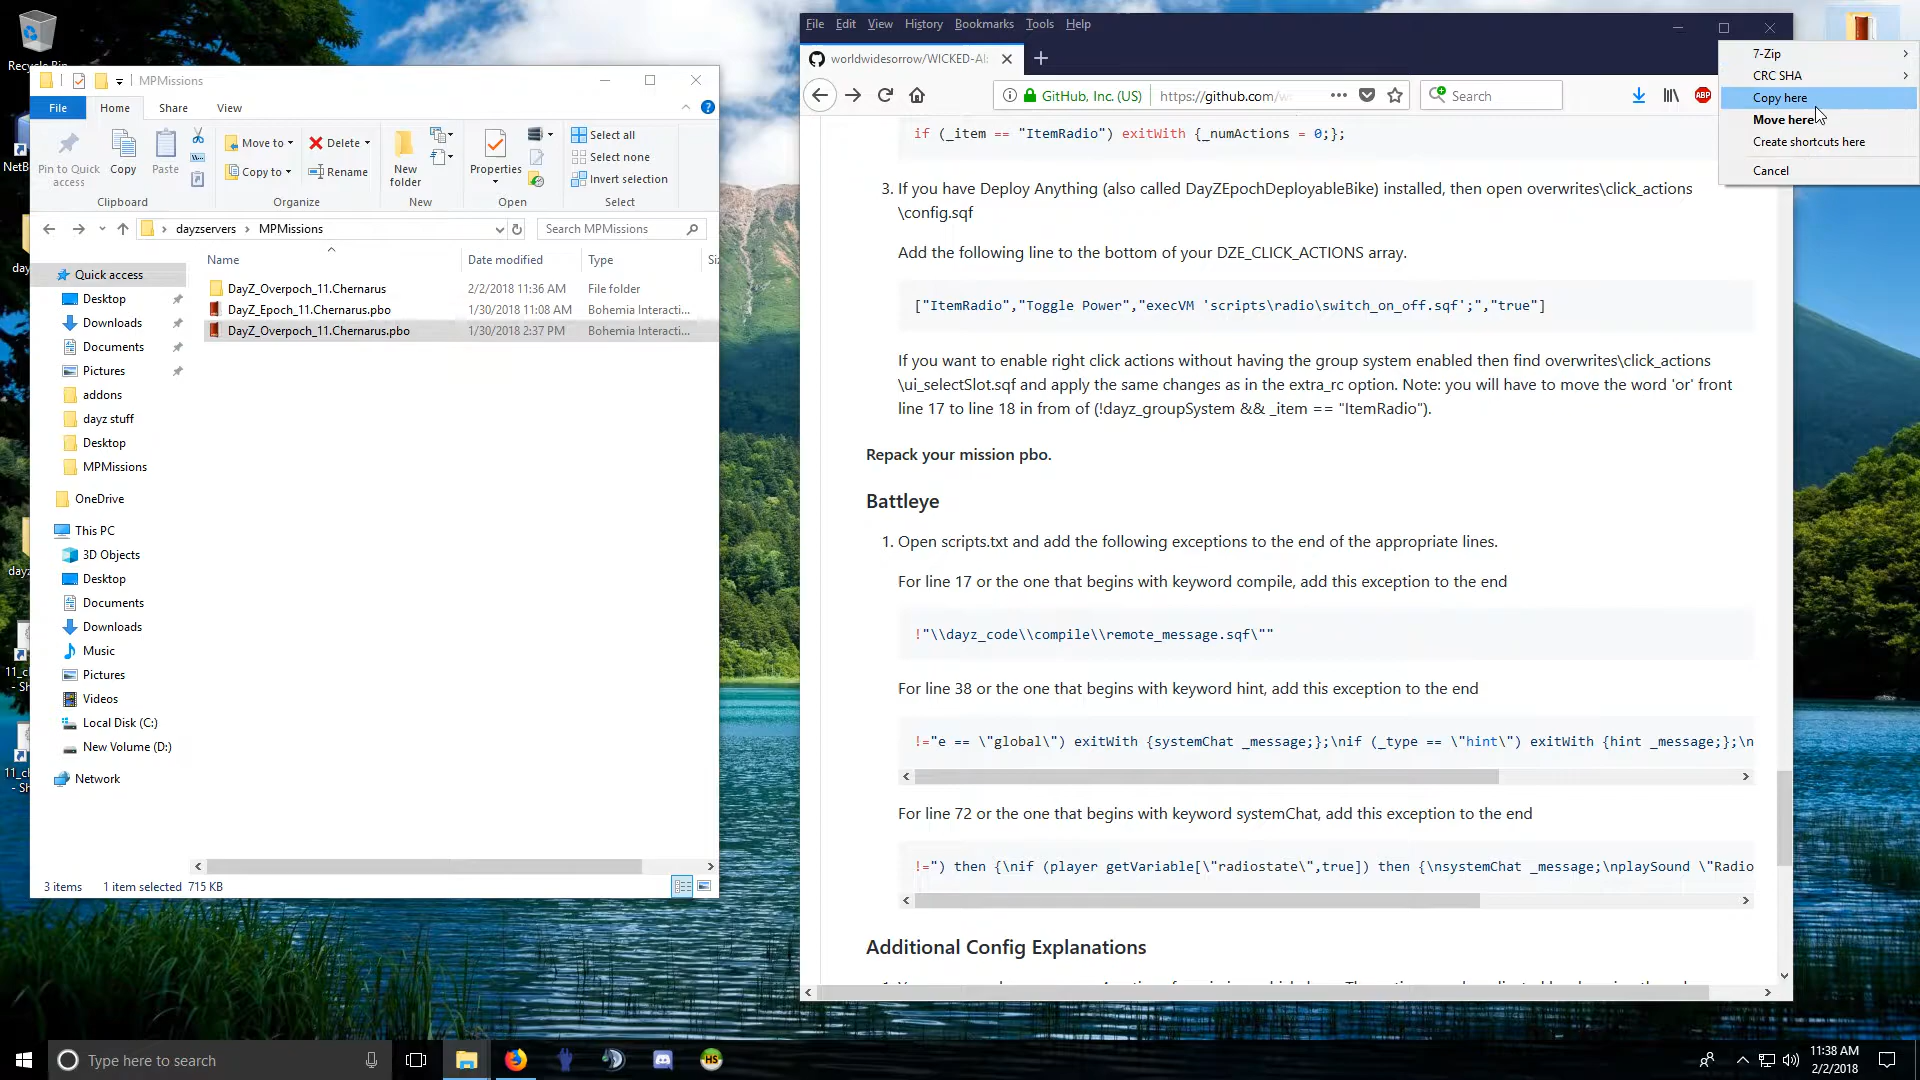 Recycle Bin
NetB
day
dayz
11_c
- Sh
11_cl
- Sh
MPMissions
File
Home
Share
View
Pin to Quick access
Copy
Paste
Clipboard
Move to
Copy to
Delete
Rename
Organize
New folder
New
Properties
Open
Select all
Select none
Invert selection
Select
dayzservers
MPMissions
Search MPMissions
Name
Date modified
Type
Siz
DayZ_Overpoch_11.Chernarus 2/2/2018 11:36 AM File folder
DayZ_Epoch_11.Chernarus.pbo 1/30/2018 11:08 AM Bohemia Interacti...
DayZ_Overpoch_11.Chernarus.pbo 1/30/2018 2:37 PM Bohemia Interacti...
Quick access
Desktop
Downloads
Documents
Pictures
addons
dayz stuff
Desktop
MPMissions
OneDrive
This PC
3D Objects
Desktop
Documents
Downloads
Music
Pictures
Videos
Local Disk (C:)
New Volume (D:)
Network
3 items 1 item selected 715 KB
File Edit View History Bookmarks Tools Help
worldwidesorrow/WICKED-AI:
GitHub, Inc. (US)
https://github.com/w
Search
ABP
if (_item == "ItemRadio") exitWith {_numActions = 0;};
3. If you have Deploy Anything (also called DayZEpochDeployableBike) installed, then open overwrites\click_actions
\config.sqf
Add the following line to the bottom of your DZE_CLICK_ACTIONS array.
["ItemRadio","Toggle Power","execVM 'scripts\radio\switch_on_off.sqf';","true"]
If you want to enable right click actions without having the group system enabled then find overwrites\click_actions
\ui_selectSlot.sqf and apply the same changes as in the extra_rc option. Note: you will have to move the word 'or' front
line 17 to line 18 in from of (!dayz_groupSystem && _item == "ItemRadio").
Repack your mission pbo.
Battleye
1. Open scripts.txt and add the following exceptions to the end of the appropriate lines.
For line 17 or the one that begins with keyword compile, add this exception to the end
!"\\dayz_code\\compile\\remote_message.sqf\""
For line 38 or the one that begins with keyword hint, add this exception to the end
!="e == \"global\") exitWith {systemChat _message;};\nif (_type == \"hint\") exitWith {hint _message;};\n
For line 72 or the one that begins with keyword systemChat, add this exception to the end
!=") then {\nif (player getVariable[\"radiostate\",true]) then {\nsystemChat _message;\nplaySound \"Radio
Additional Config Explanations
7-Zip
CRC SHA
Copy here
Move here
Create shortcuts here
Cancel
Type here to search
HS
11:38 AM
2/2/2018